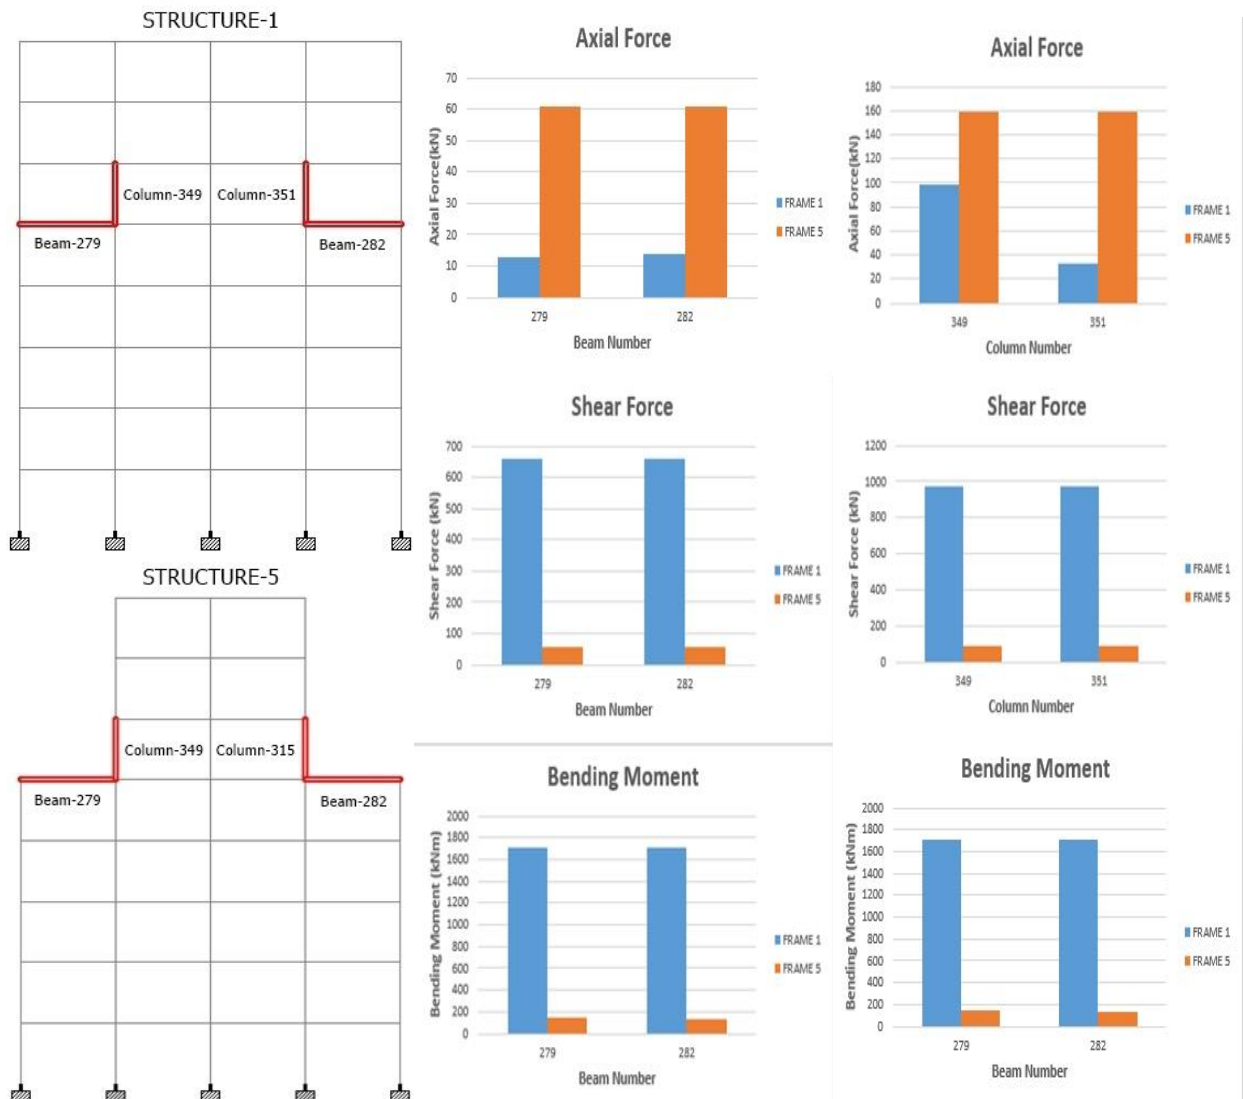 STRUCTURE-1
Column-349 Column-351
Beam-279 Beam-282
STRUCTURE-5
Column-349 Column-315
Beam-279 Beam-282
Axial Force
Axial Force(kN)
70
60
50
40
30
20
10
0
279 282
Beam Number
FRAME 1
FRAME 5
Axial Force
Axial Force(kN)
180
160
140
120
100
80
60
40
20
0
349 351
Column Number
FRAME 1
FRAME 5
Shear Force
Shear Force (kN)
700
600
500
400
300
200
100
0
279 282
Beam Number
FRAME 1
FRAME 5
Shear Force
Shear Force (kN)
1200
1000
800
600
400
200
0
349 351
Column Number
FRAME 1
FRAME 5
Bending Moment
Bending Moment (kNm)
2000
1800
1600
1400
1200
1000
800
600
400
200
0
279 282
Beam Number
FRAME 1
FRAME 5
Bending Moment
Bending Moment (kNm)
2000
1800
1600
1400
1200
1000
800
600
400
200
0
279 282
Beam Number
FRAME 1
FRAME 5